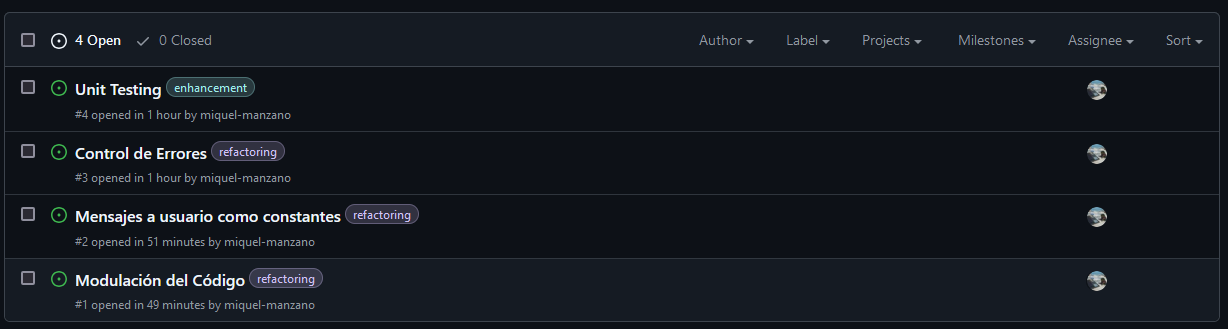 4 Open 0 Closed Author Label Projects Milestones Assignee Sort
Unit Testing enhancement
#4 opened in 1 hour by miquel-manzano
Control de Errores refactoring
#3 opened in 1 hour by miquel-manzano
Mensajes a usuario como constantes refactoring
#2 opened in 51 minutes by miquel-manzano
Modulación del Código refactoring
#1 opened in 49 minutes by miquel-manzano